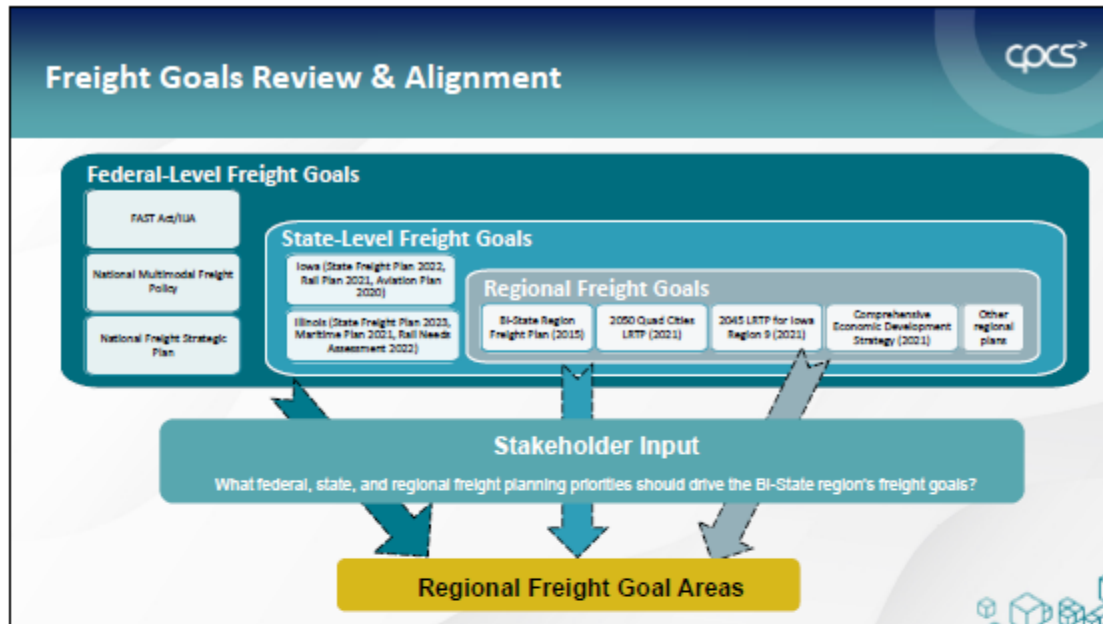 cpcs
Freight Goals Review & Alignment
Federal-Level Freight Goals
FAST Act/IIJA
National Multimodal Freight
Policy
National Freight Strategic
Plan
State-Level Freight Goals
Iowa (State Freight Plan 2022,
Rail Plan 2021, Aviation Plan
2020)
Illinois (State Freight Plan 2023,
Maritime Plan 2021, Rail Needs
Assessment 2022)
Regional Freight Goals
Bi-State Region
Freight Plan (2015)
2050 Quad Cities
LRTP (2021)
2045 LRTP for Iowa
Region 9 (2021)
Comprehensive
Economic Development
Strategy (2021)
Other
regional
plans
Stakeholder Input
What federal, state, and regional freight planning priorities should drive the Bi-State region's freight goals?
Regional Freight Goal Areas